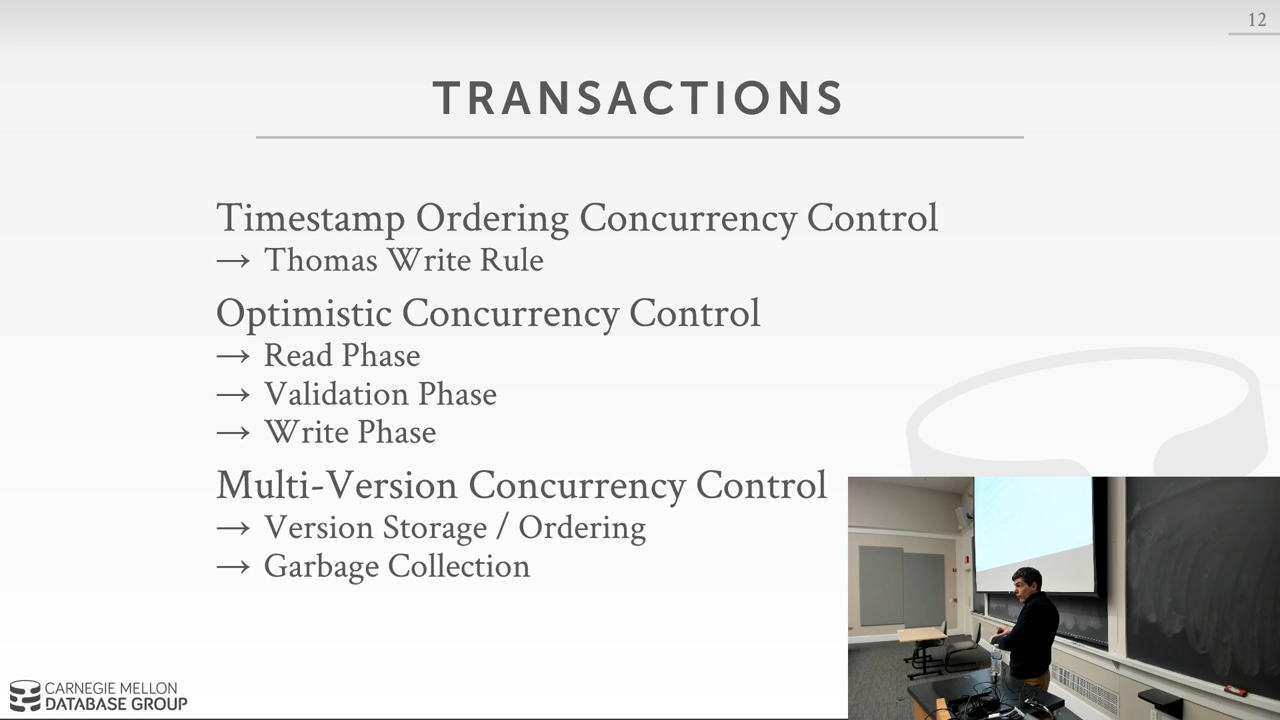 12
TRANSACTIONS
Timestamp Ordering Concurrency Control
→ Thomas Write Rule
Optimistic Concurrency Control
→ Read Phase
→ Validation Phase
→ Write Phase
Multi-Version Concurrency Control
→ Version Storage / Ordering
→ Garbage Collection
CARNEGIE MELLON
DATABASE GROUP